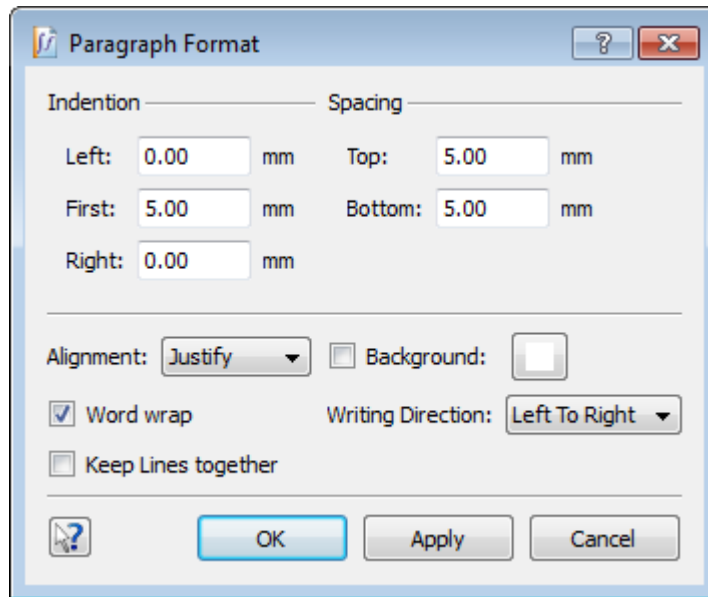 Paragraph Format
Indention Spacing
Left: 0.00 mm Top: 5.00 mm
First: 5.00 mm Bottom: 5.00 mm
Right: 0.00 mm
Alignment: Justify Background:
Word wrap Writing Direction: Left To Right
Keep Lines together
OK Apply Cancel